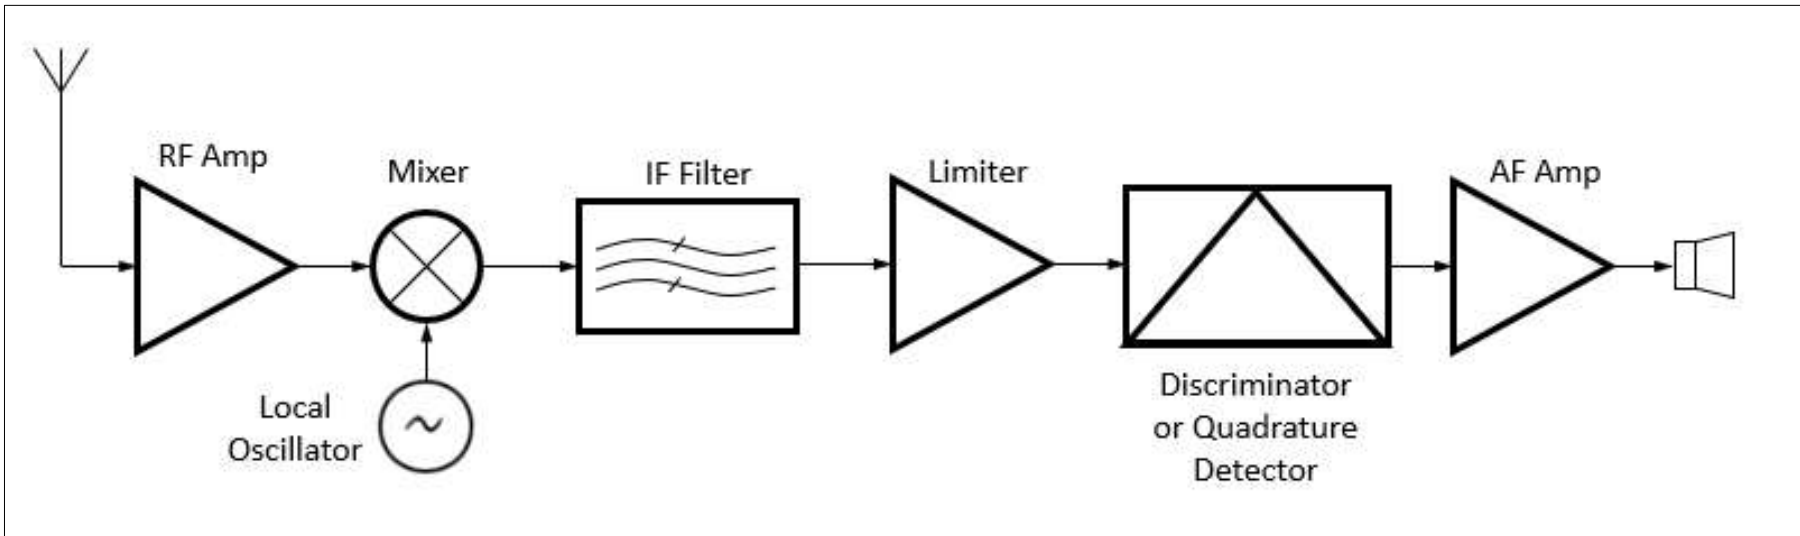 RF Amp
Mixer
IF Filter
Limiter
AF Amp
Local
Oscillator
Discriminator
or Quadrature
Detector